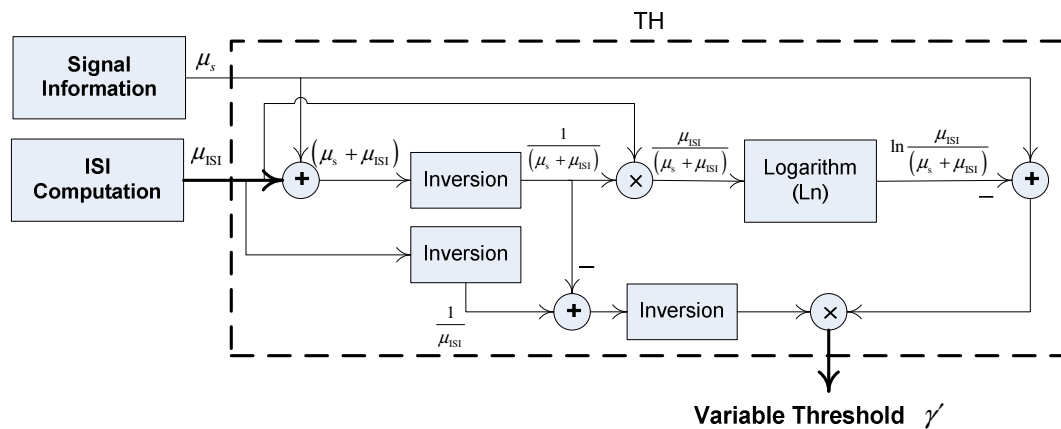 TH
Signal Information
μs
ISI Computation
μISI
(μs + μISI)
Inversion
1/(μs + μISI)
×
μISI/(μs + μISI)
Logarithm (Ln)
ln μISI/(μs + μISI)
+
+
−
Inversion
1/μISI
−
+
Inversion
×
Variable Threshold γ′